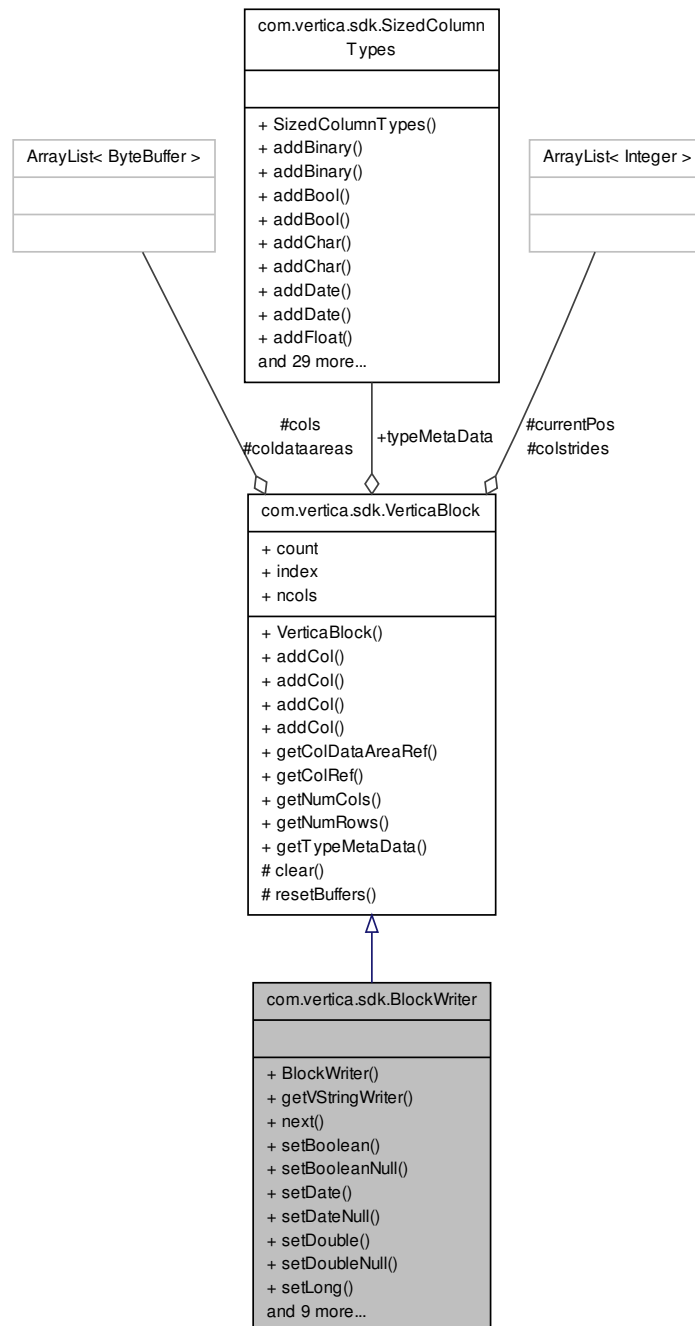 com.vertica.sdk.SizedColumn
Types
+ SizedColumnTypes()
+ addBinary()
+ addBinary()
+ addBool()
+ addBool()
+ addChar()
+ addChar()
+ addDate()
+ addDate()
+ addFloat()
and 29 more...
ArrayList< ByteBuffer >
ArrayList< Integer >
#cols
#coldataareas
+typeMetaData
#currentPos
#colstrides
com.vertica.sdk.VerticaBlock
+ count
+ index
+ ncols
+ VerticaBlock()
+ addCol()
+ addCol()
+ addCol()
+ addCol()
+ getColDataAreaRef()
+ getColRef()
+ getNumCols()
+ getNumRows()
+ getTypeMetaData()
# clear()
# resetBuffers()
com.vertica.sdk.BlockWriter
+ BlockWriter()
+ getVStringWriter()
+ next()
+ setBoolean()
+ setBooleanNull()
+ setDate()
+ setDateNull()
+ setDouble()
+ setDoubleNull()
+ setLong()
and 9 more...